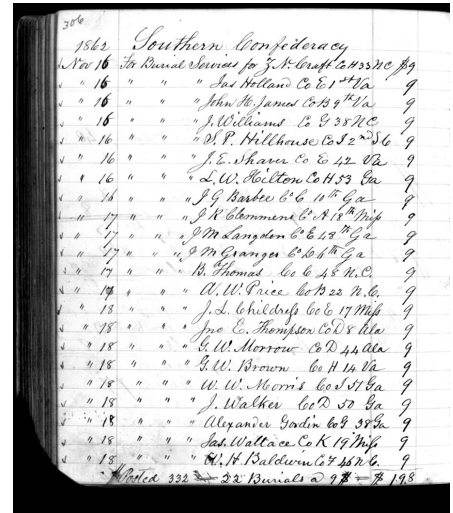 306
1862 Southern Confederacy
Nov 16 For Burial Services for Z. N. Craft Co H 33 NC $9
" 16 " " " Jas Holland Co E 1st Va 9
" 16 " " " John H. James Co B 9th Va 9
" 16 " " " J. Williams Co G 38 N.C. 9
" 16 " " " S. P. Hillhouse Co I 2nd S C 9
" 16 " " " J. E. Shaver Co E 42 Va 9
" 16 " " " L. W. Hilton Co H 53 Ga 9
" 16 " " " J G Barbee Co C 10th Ga 9
" 17 " " " J K Clemmens Co A 18th Miss 9
" 17 " " " J M Langdon Co E 48th Ga 9
" 17 " " " J M Granger Co 6th Ga 9
" 17 " " " B. Thomas Co C 48 N.C. 9
" 17 " " " A. W. Price Co B 22 N.C. 9
" 18 " " " J. L. Childress Co E 17 Miss 9
" 18 " " " Jno E. Thompson Co D 8 Ala 9
" 18 " " " G. W. Morrow Co D 44 Ala 9
" 18 " " " G. W. Brown Co H 14 Va 9
" 18 " " " W. W. Morris Co I 51 Ga 9
" 18 " " " J. Walker Co D 50 Ga 9
" 18 " " " Alexander Gordin Co G 38 Ga 9
" 18 " " " Jas. Wallace Co K 19 Miss 9
" 18 " " " W. H. Baldwin Co F 46 N C. 9
Posted 332 22 Burials a 9 $ = $ 198